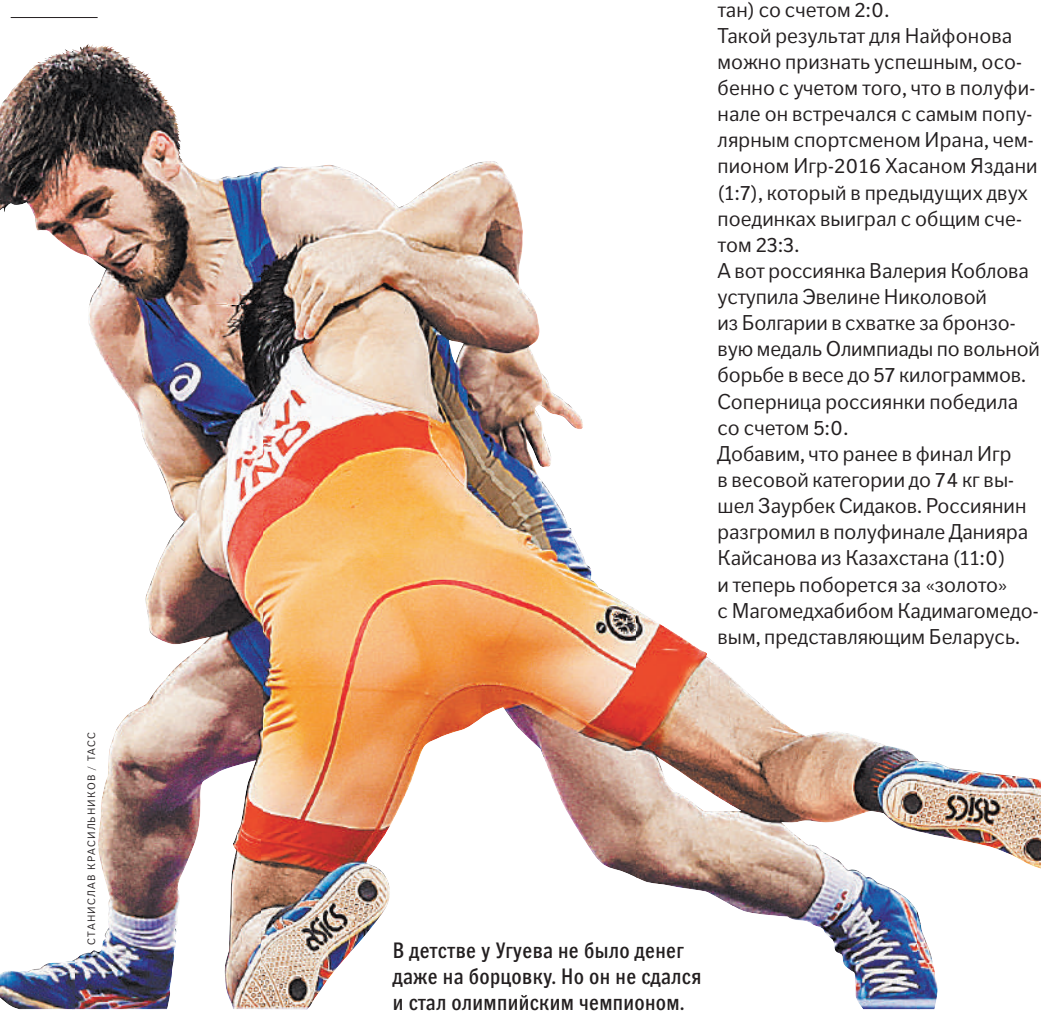 тан) со счетом 2:0.
Такой результат для Найфонова
можно признать успешным, осо-
бенно с учетом того, что в полуфи-
нале он встречался с самым попу-
лярным спортсменом Ирана, чем-
пионом Игр-2016 Хасаном Яздани
(1:7), который в предыдущих двух
поединках выиграл с общим сче-
том 23:3.
А вот россиянка Валерия Коблова
уступила Эвелине Николовой
из Болгарии в схватке за бронзо-
вую медаль Олимпиады по вольной
борьбе в весе до 57 килограммов.
Соперница россиянки победила
со счетом 5:0.
Добавим, что ранее в финал Игр
в весовой категории до 74 кг вы-
шел Заурбек Сидаков. Россиянин
разгромил в полуфинале Данияра
Кайсанова из Казахстана (11:0)
и теперь поборется за «золото»
с Магомедхабибом Кадимагомедо-
вым, представляющим Беларусь.
IND
asics
asics
СТАНИСЛАВ КРАСИЛЬНИКОВ / ТАСС
В детстве у Угуева не было денег
даже на борцовку. Но он не сдался
и стал олимпийским чемпионом.